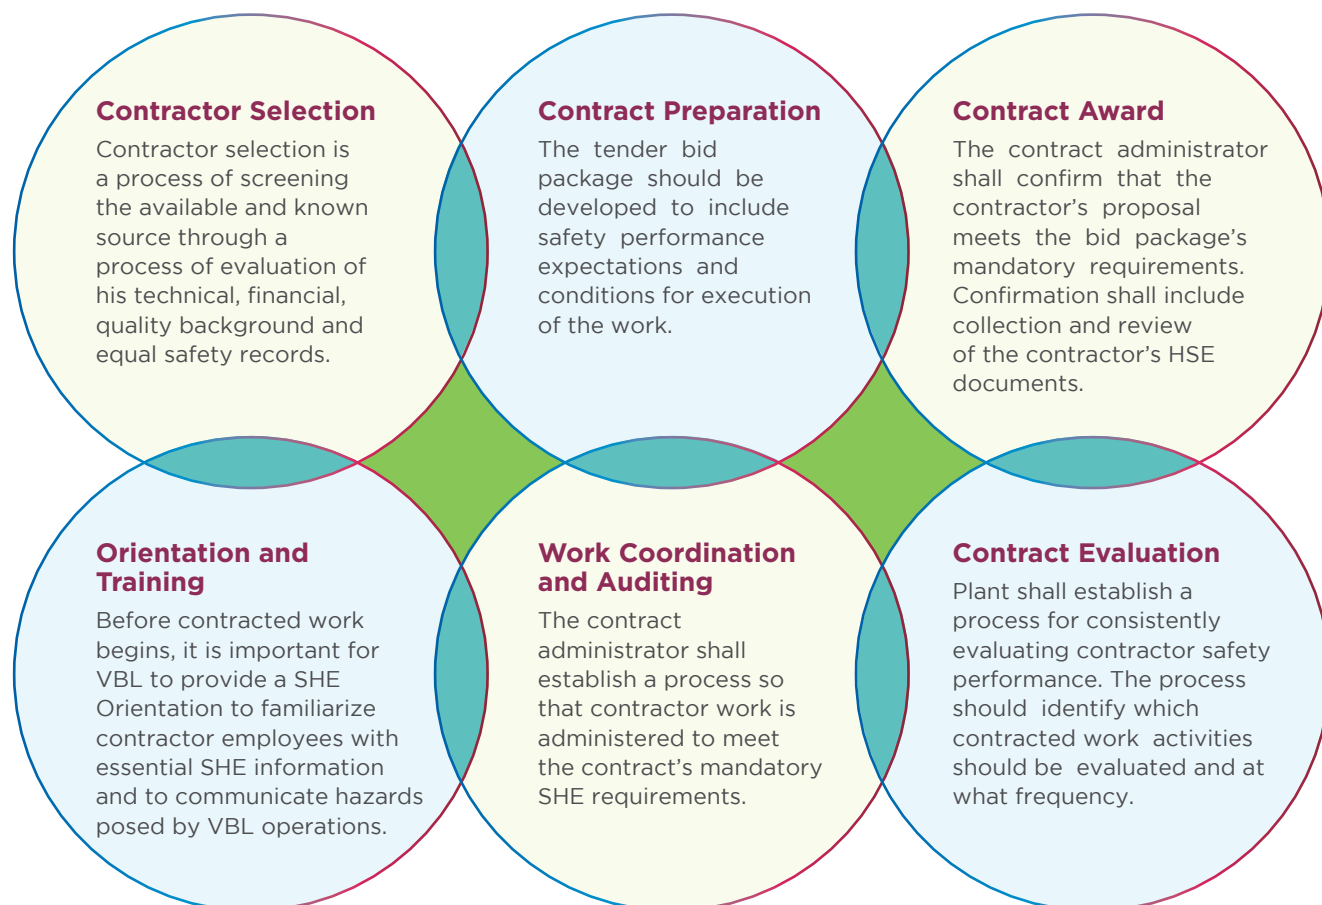 Contractor Selection
Contractor selection is
a process of screening
the available and known
source through a
process of evaluation of
his technical, financial,
quality background and
equal safety records.
Contract Preparation
The tender bid
package should be
developed to include
safety performance
expectations and
conditions for execution
of the work.
Contract Award
The contract administrator
shall confirm that the
contractor's proposal
meets the bid package's
mandatory requirements.
Confirmation shall include
collection and review
of the contractor's HSE
documents.
Orientation and
Training
Before contracted work
begins, it is important for
VBL to provide a SHE
Orientation to familiarize
contractor employees with
essential SHE information
and to communicate hazards
posed by VBL operations.
Work Coordination
and Auditing
The contract
administrator shall
establish a process so
that contractor work is
administered to meet
the contract's mandatory
SHE requirements.
Contract Evaluation
Plant shall establish a
process for consistently
evaluating contractor safety
performance. The process
should identify which
contracted work activities
should be evaluated and at
what frequency.